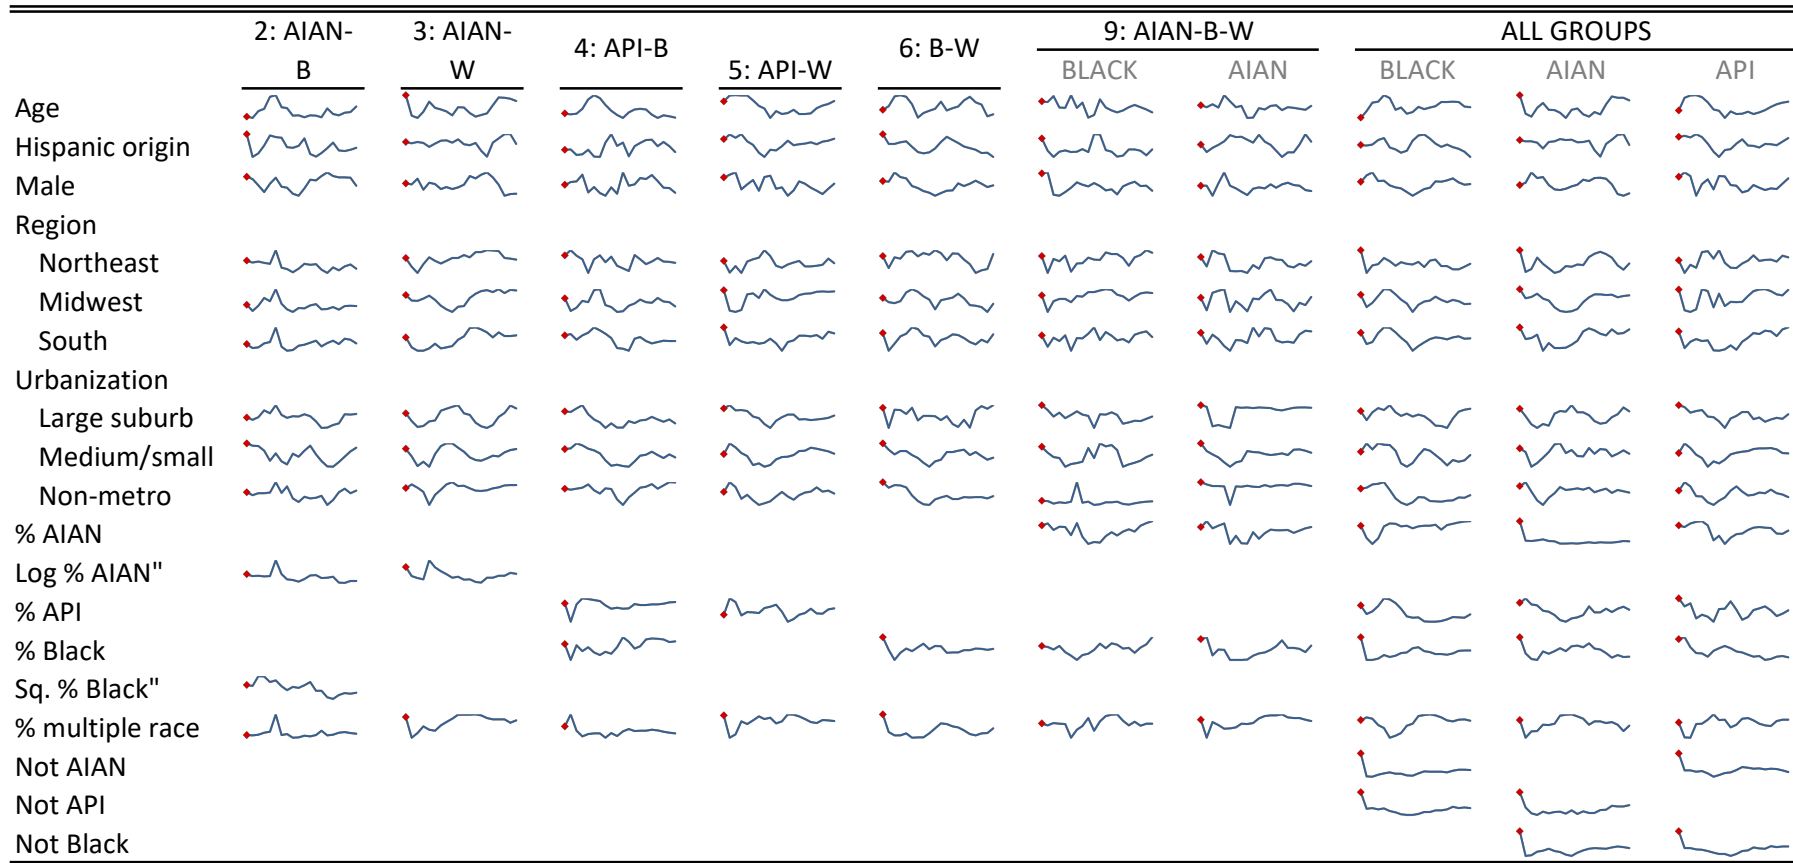 2: AIAN-B 3: AIAN-W 4: API-B 5: API-W 6: B-W 9: AIAN-B-W ALL GROUPS
BLACK AIAN BLACK AIAN API
Age
Hispanic origin
Male
Region
Northeast
Midwest
South
Urbanization
Large suburb
Medium/small
Non-metro
% AIAN
Log % AIAN"
% API
% Black
Sq. % Black"
% multiple race
Not AIAN
Not API
Not Black